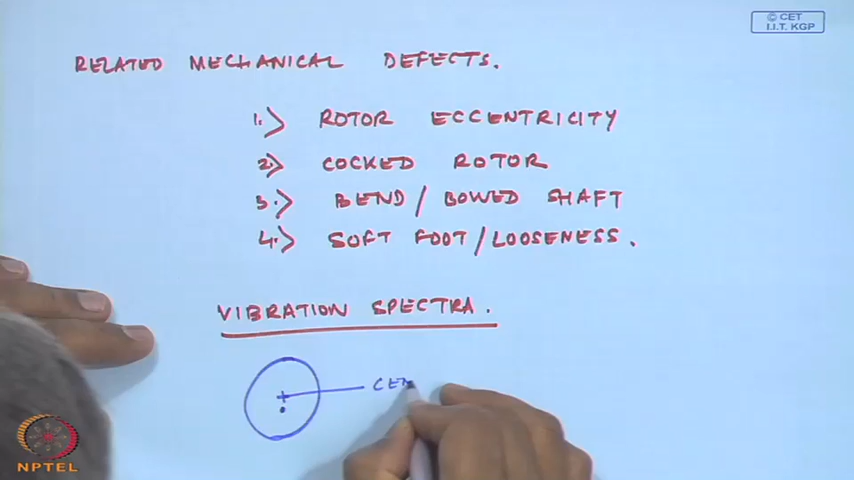 © CET
I.I.T. KGP
RELATED MECHANICAL DEFECTS.
1.> ROTOR ECCENTRICITY
2.> COCKED ROTOR
3.> BEND/BOWED SHAFT
4.> SOFT FOOT/LOOSENESS.
VIBRATION SPECTRA.
CEN
NPTEL